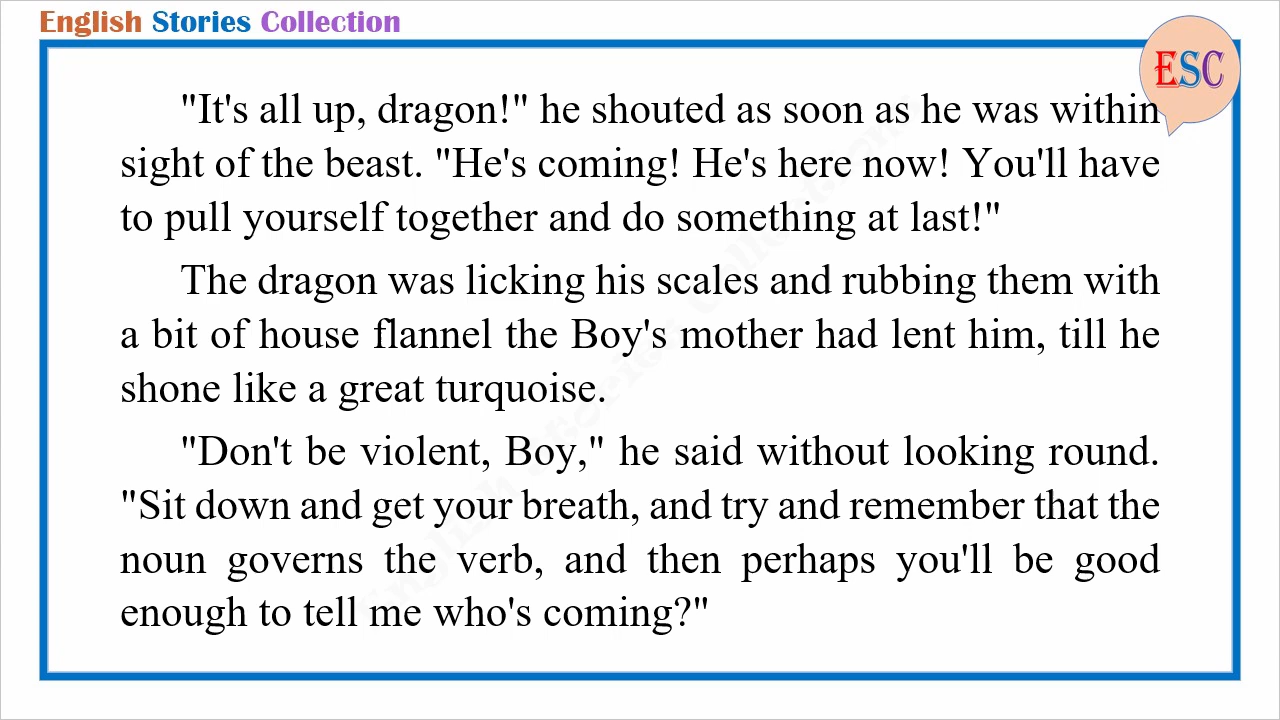 English Stories Collection
ESC
"It's all up, dragon!" he shouted as soon as he was within
sight of the beast. "He's coming! He's here now! You'll have
to pull yourself together and do something at last!"
The dragon was licking his scales and rubbing them with
a bit of house flannel the Boy's mother had lent him, till he
shone like a great turquoise.
"Don't be violent, Boy," he said without looking round.
"Sit down and get your breath, and try and remember that the
noun governs the verb, and then perhaps you'll be good
enough to tell me who's coming?"
English Stories Collection